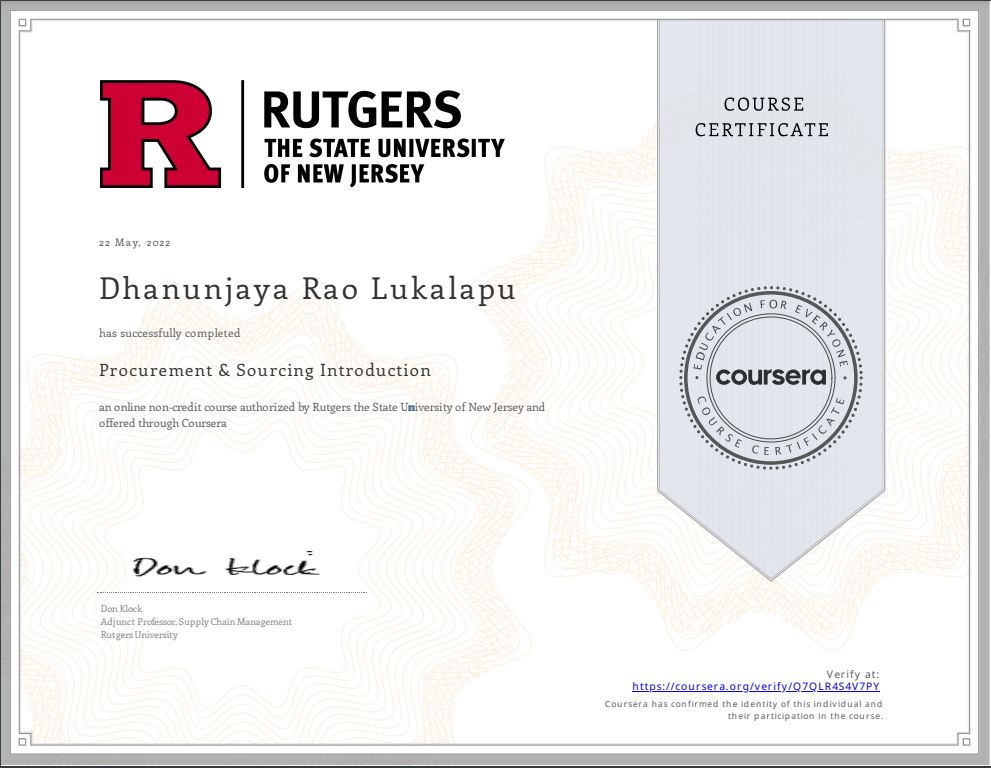 RUTGERS
THE STATE UNIVERSITY
OF NEW JERSEY
COURSE
CERTIFICATE
22 May, 2022
Dhanunjaya Rao Lukalapu
has successfully completed
Procurement & Sourcing Introduction
an online non-credit course authorized by Rutgers the State University of New Jersey and
offered through Coursera
EDUCATION FOR EVERYONE
coursera
COURSE CERTIFICATE
Don Klock
Don Klock
Adjunct Professor, Supply Chain Management
Rutgers University
Verify at:
https://coursera.org/verify/Q7QLR4S4V7PY
Coursera has confirmed the identity of this individual and
their participation in the course.